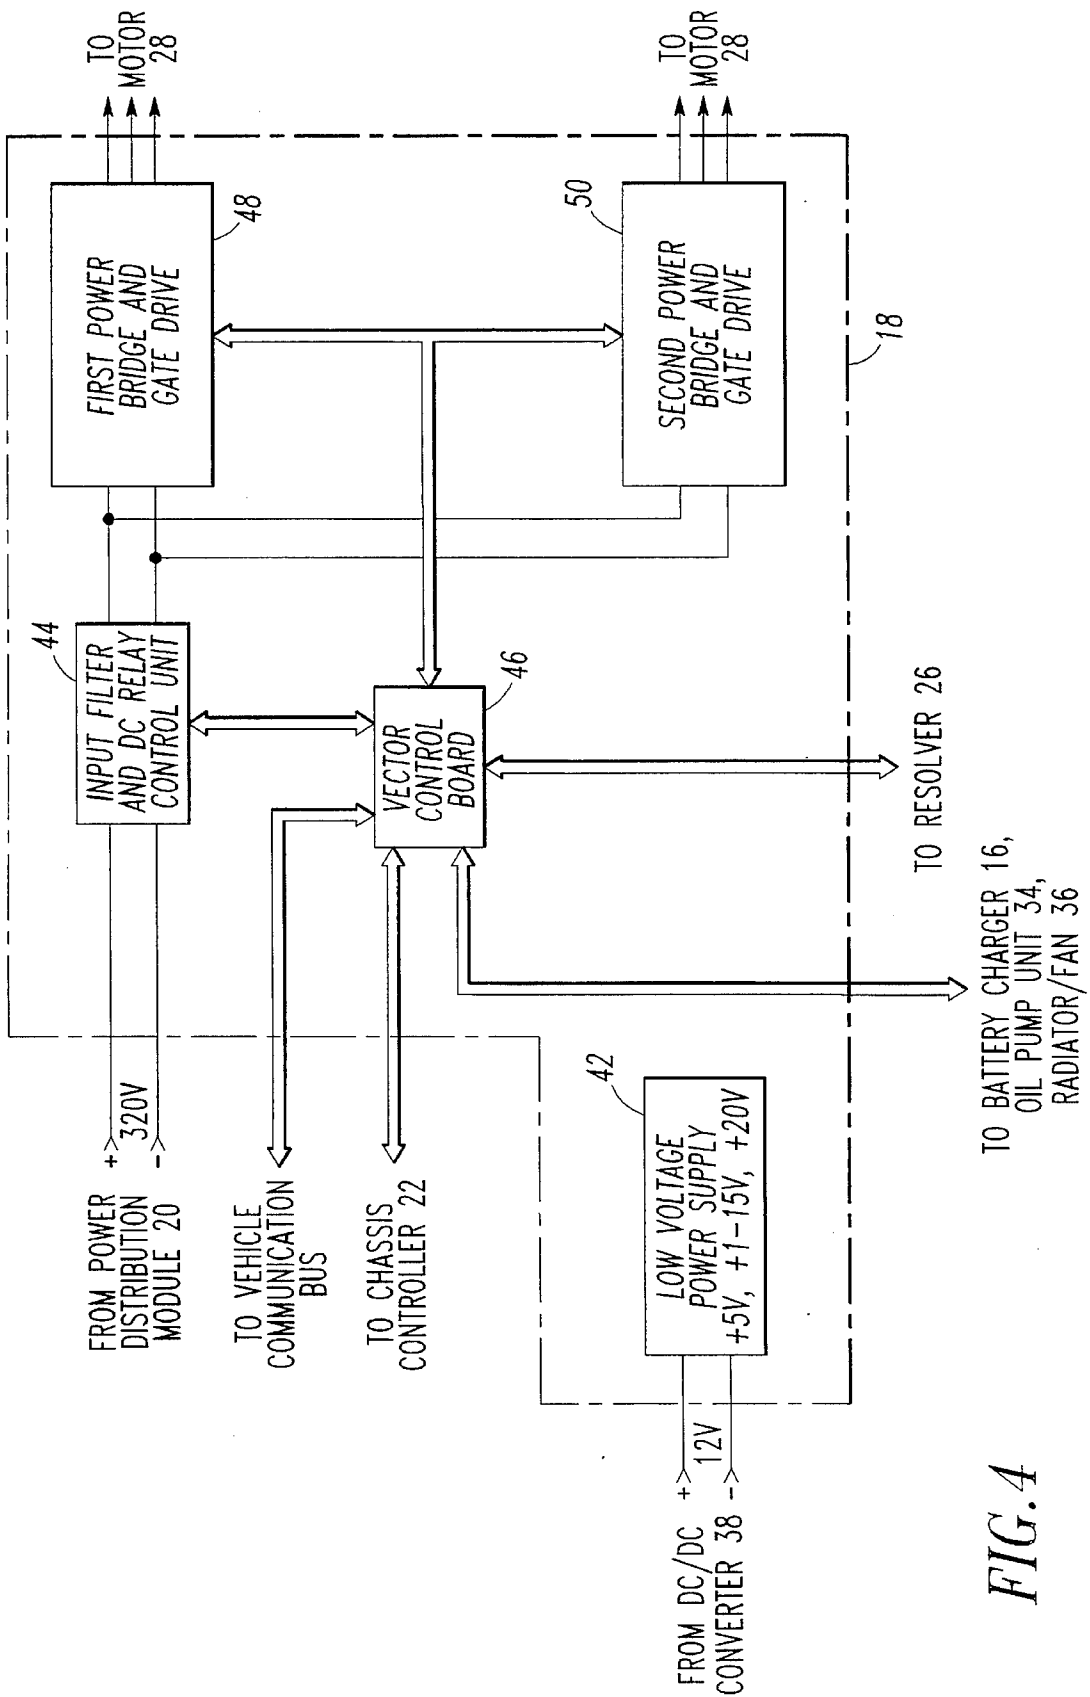 FROM POWER
DISTRIBUTION
MODULE 20
+
320V
-
INPUT FILTER
AND DC RELAY
CONTROL UNIT
44
FIRST POWER
BRIDGE AND
GATE DRIVE
48
TO
MOTOR
28
TO VEHICLE
COMMUNICATION
BUS
TO CHASSIS
CONTROLLER 22
VECTOR
CONTROL
BOARD
46
SECOND POWER
BRIDGE AND
GATE DRIVE
50
TO
MOTOR
28
LOW VOLTAGE
POWER SUPPLY
+5V, +1-15V, +20V
42
FROM DC/DC
CONVERTER 38
+
12V
-
18
TO RESOLVER 26
TO BATTERY CHARGER 16,
OIL PUMP UNIT 34,
RADIATOR/FAN 36
FIG. 4